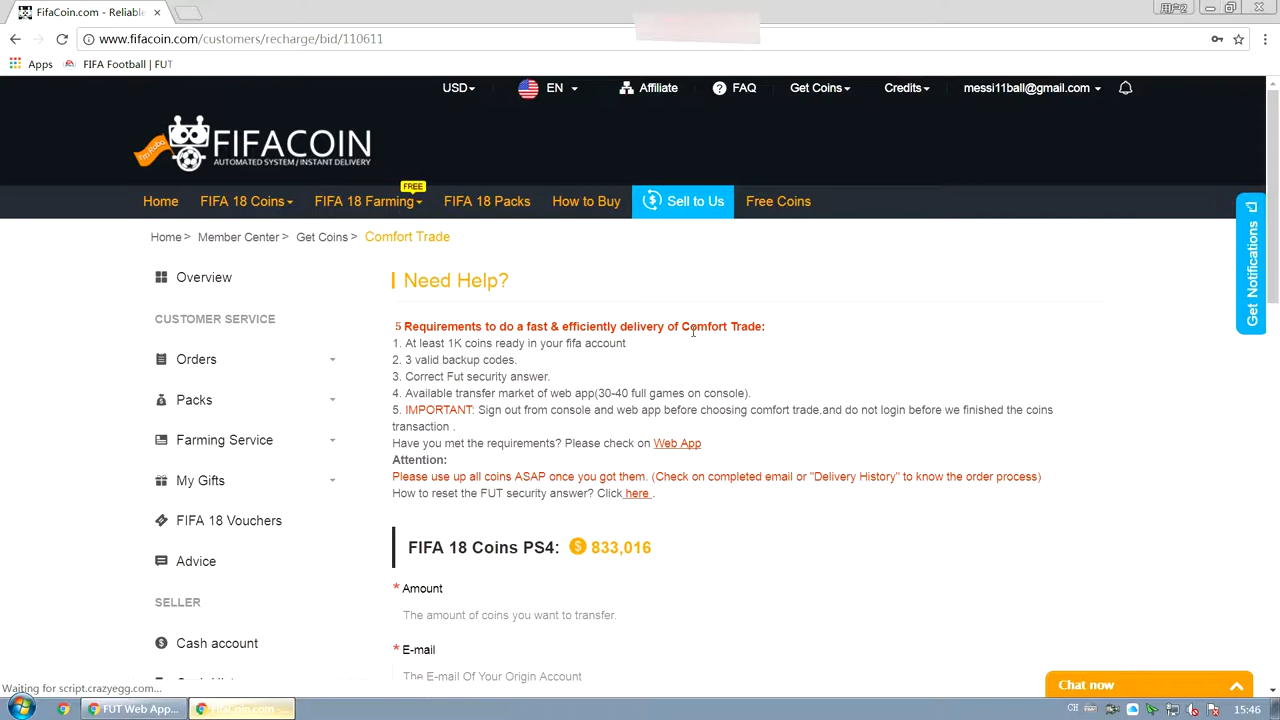 FifaCoin.com - Reliable
www.fifacoin.com/customers/recharge/bid/110611
Apps FIFA Football | FUT
USD EN Affiliate FAQ Get Coins Credits messi11ball@gmail.com
FIFACOIN
AUTOMATED SYSTEM / INSTANT DELIVERY
FREE
Home FIFA 18 Coins FIFA 18 Farming FIFA 18 Packs How to Buy Sell to Us Free Coins
Home > Member Center > Get Coins > Comfort Trade
Get Notifications
Overview
CUSTOMER SERVICE
Orders
Packs
Farming Service
My Gifts
FIFA 18 Vouchers
Advice
SELLER
Cash account
Need Help?
5 Requirements to do a fast & efficiently delivery of Comfort Trade:
1. At least 1K coins ready in your fifa account
2. 3 valid backup codes.
3. Correct Fut security answer.
4. Available transfer market of web app(30-40 full games on console).
5. IMPORTANT: Sign out from console and web app before choosing comfort trade,and do not login before we finished the coins
transaction .
Have you met the requirements? Please check on Web App
Attention:
Please use up all coins ASAP once you got them. (Check on completed email or "Delivery History" to know the order process)
How to reset the FUT security answer? Click here .
FIFA 18 Coins PS4: $ 833,016
* Amount
The amount of coins you want to transfer.
* E-mail
The E-mail Of Your Origin Account
Chat now
Waiting for script.crazyegg.com...
FUT Web App... FifaCoin.com -... CH 15:46